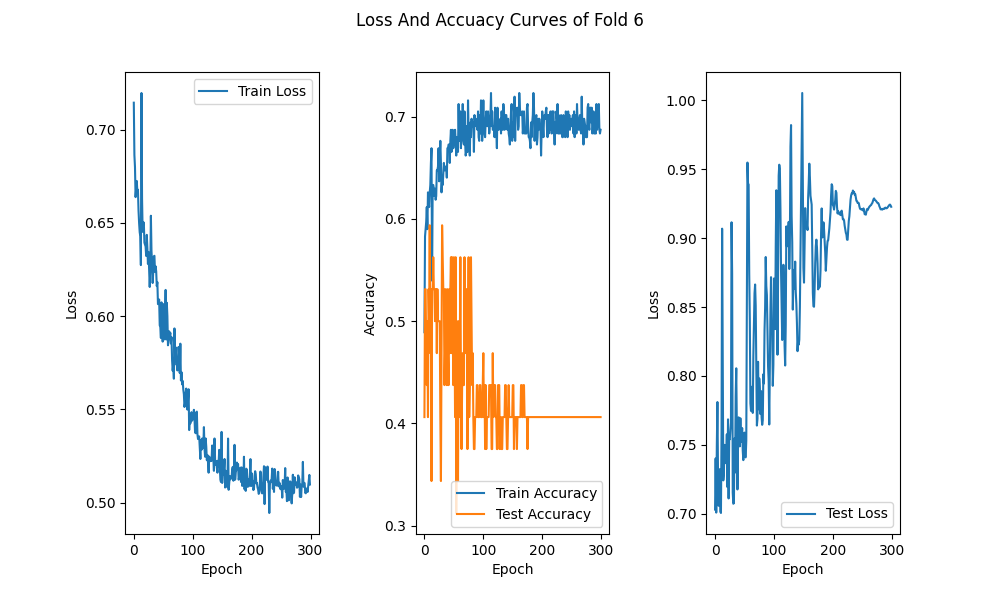 Loss And Accuacy Curves of Fold 6
Train Loss
0.70
0.65
0.60
0.55
0.50
Loss
0 100 200 300
Epoch
0.7
0.6
0.5
0.4
0.3
Accuracy
Train Accuracy
Test Accuracy
0 100 200 300
Epoch
1.00
0.95
0.90
0.85
0.80
0.75
0.70
Loss
Test Loss
0 100 200 300
Epoch